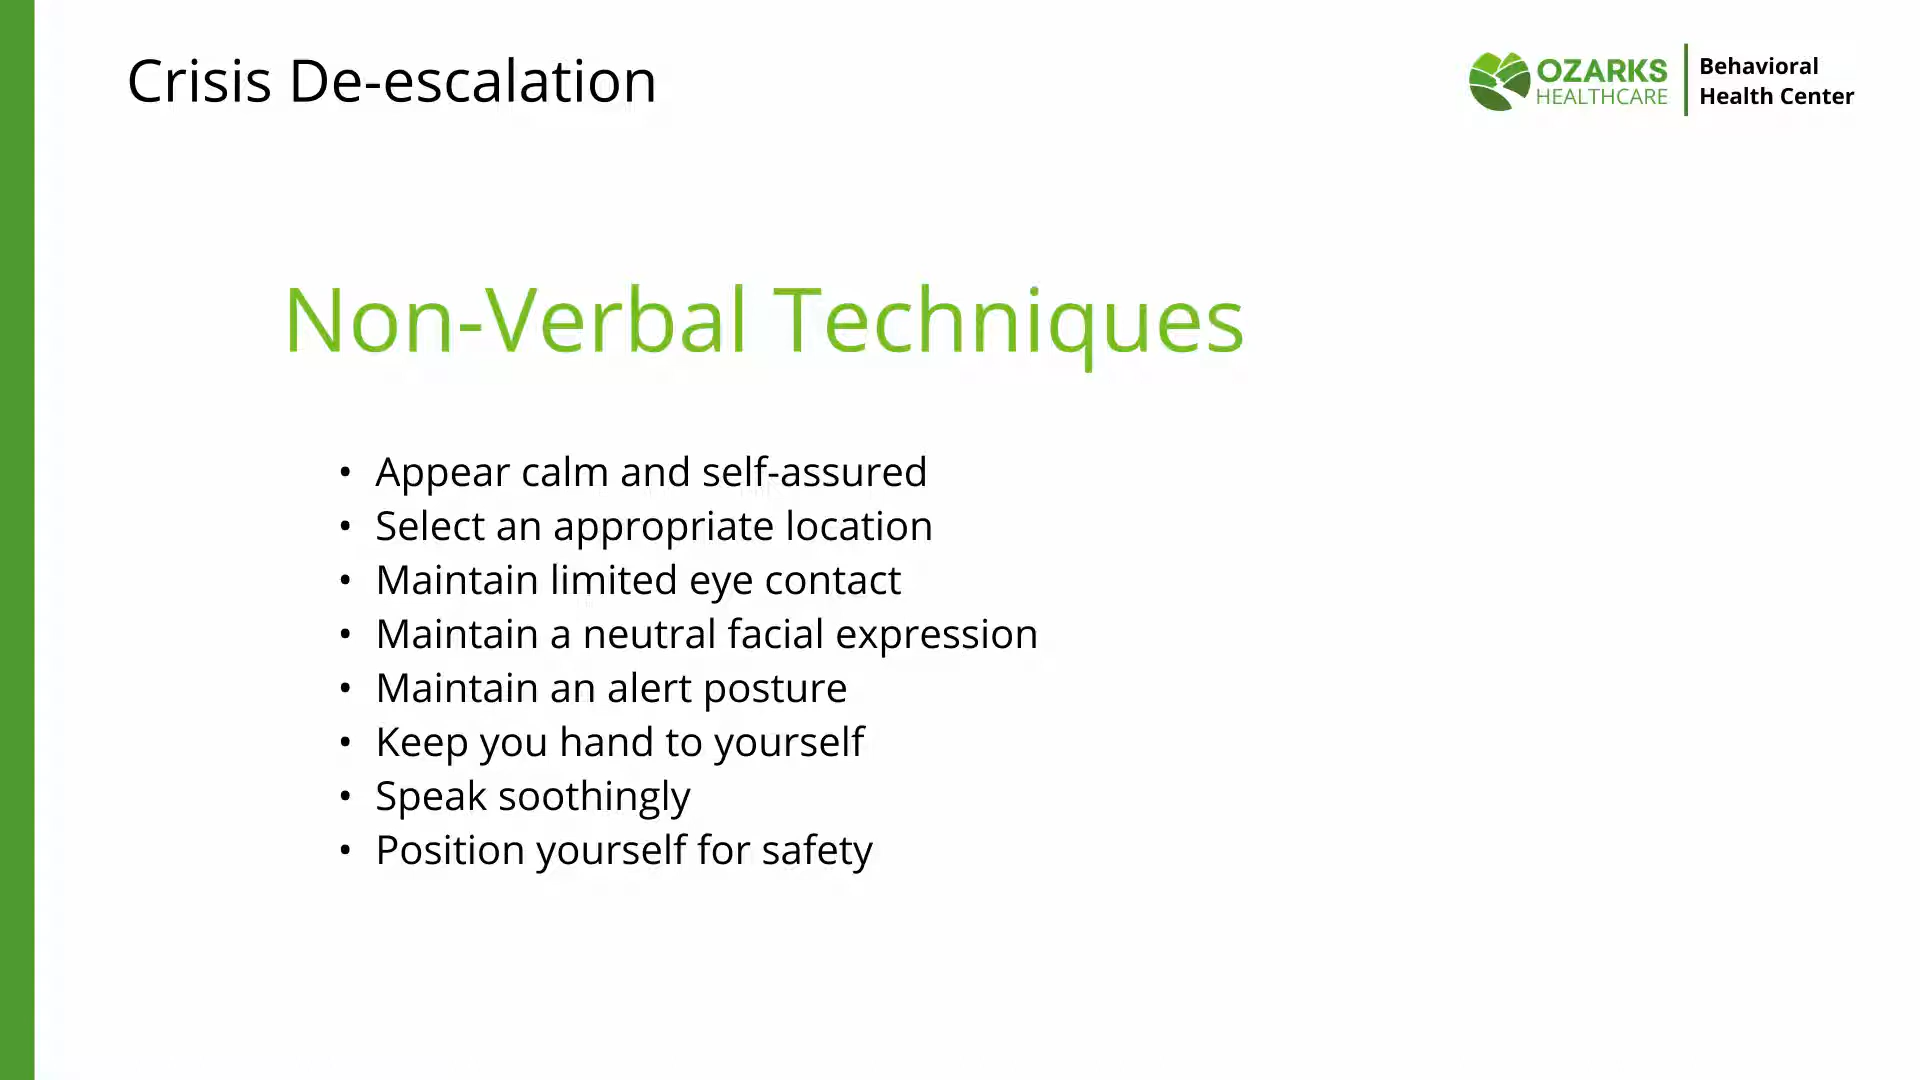 Crisis De-escalation
OZARKS
HEALTHCARE
Behavioral
Health Center
Non-Verbal Techniques
• Appear calm and self-assured
• Select an appropriate location
• Maintain limited eye contact
• Maintain a neutral facial expression
• Maintain an alert posture
• Keep you hand to yourself
• Speak soothingly
• Position yourself for safety